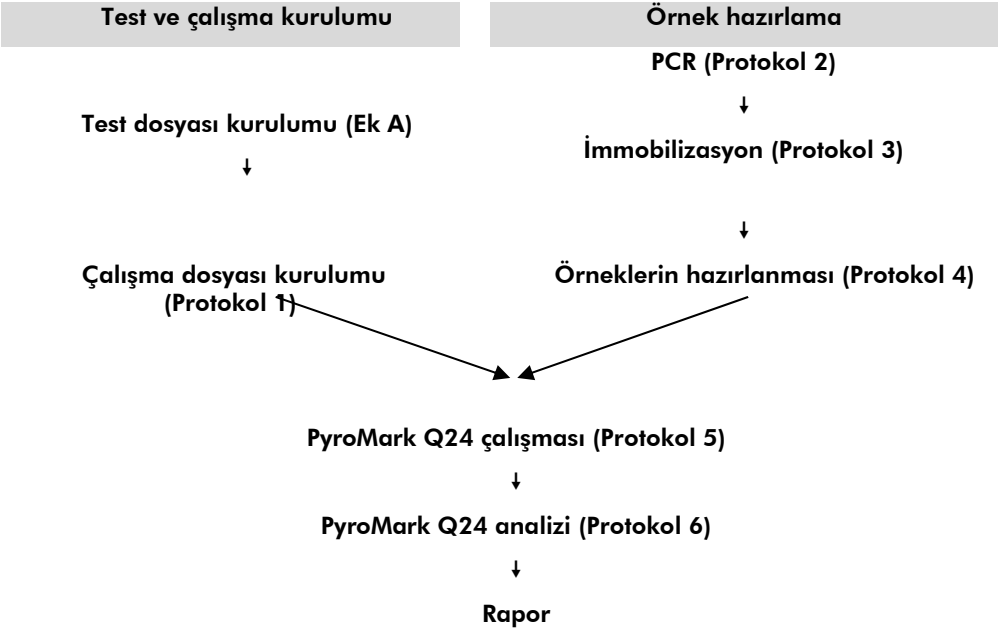 Test ve çalışma kurulumu
Test dosyası kurulumu (Ek A)
Çalışma dosyası kurulumu
(Protokol 1)
Örnek hazırlama
PCR (Protokol 2)
İmmobilizasyon (Protokol 3)
Örneklerin hazırlanması (Protokol 4)
PyroMark Q24 çalışması (Protokol 5)
PyroMark Q24 analizi (Protokol 6)
Rapor